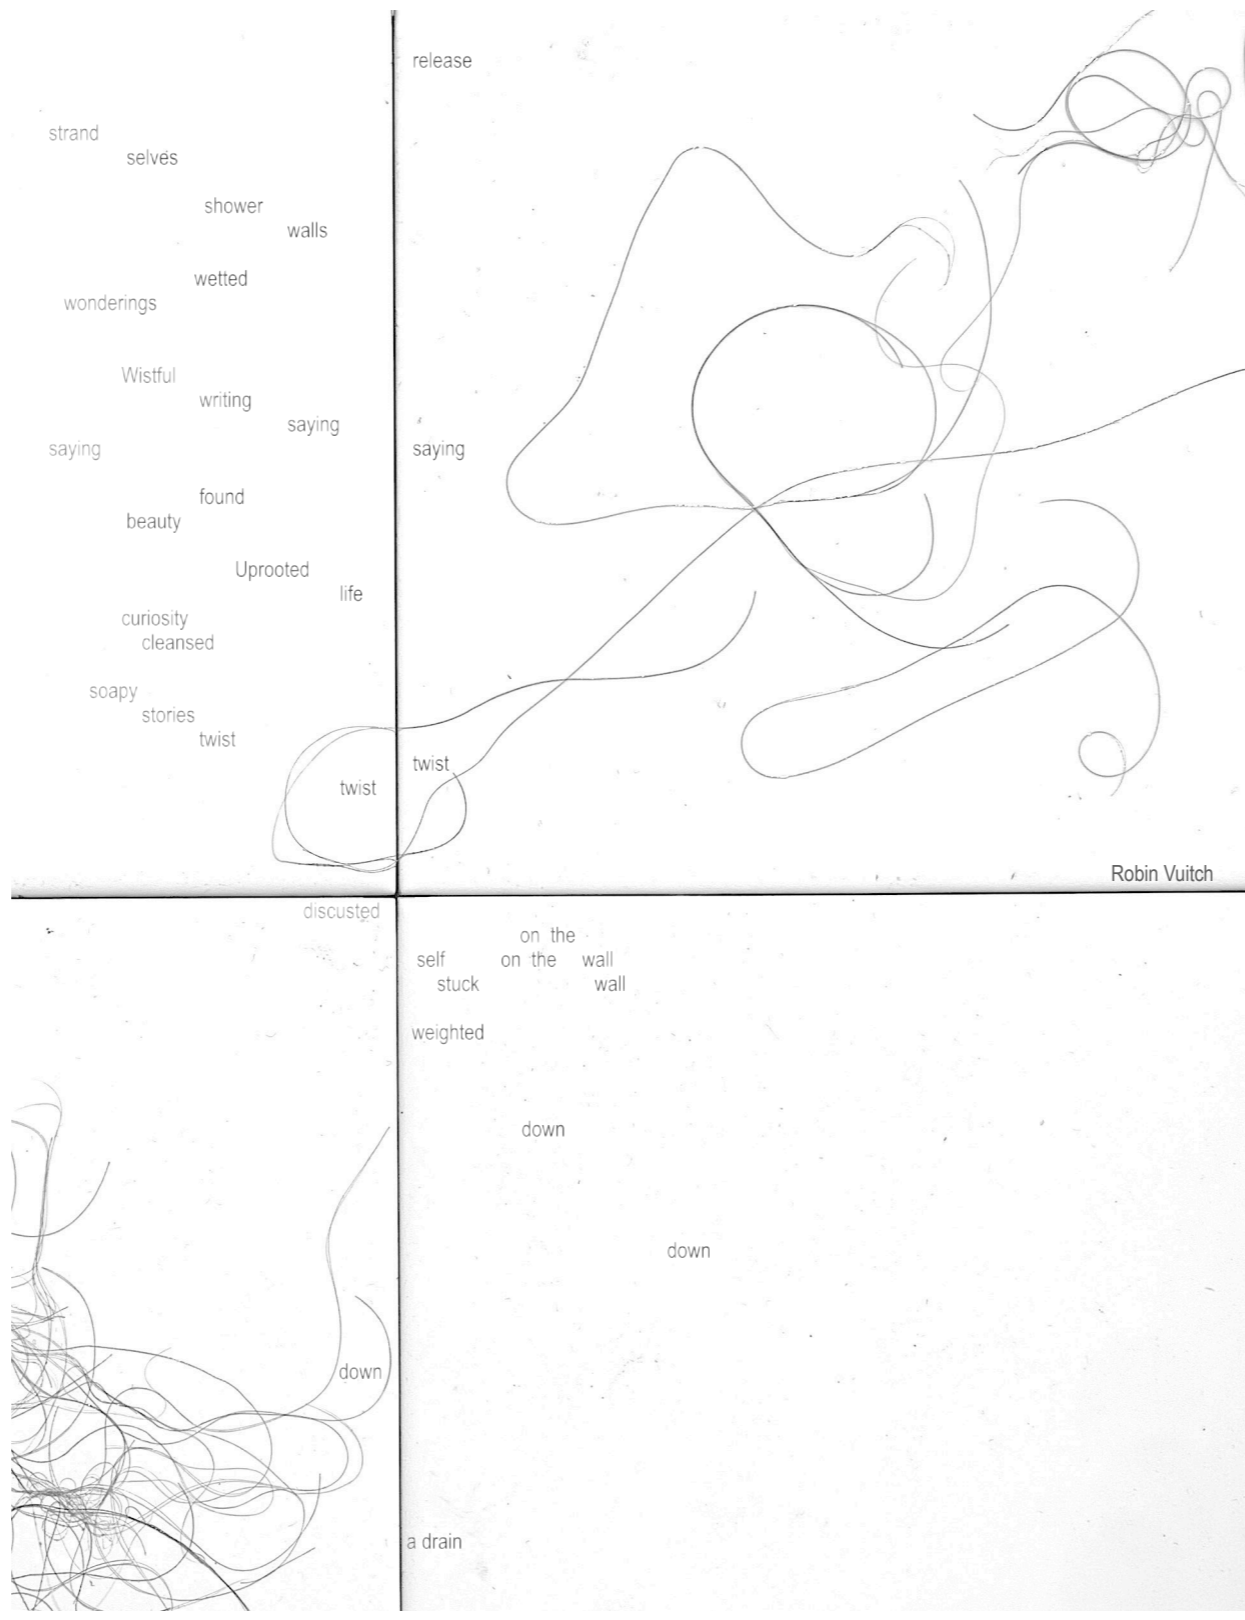 release
strand
selves
shower
walls
wetted
wonderings
Wistful
writing
saying
saying saying
found
beauty
Uprooted
life
curiosity
cleansed
soapy
stories
twist
twist
twist
Robin Vuitch
discusted
on the
self on the wall
stuck wall
weighted
down
down
down
a drain